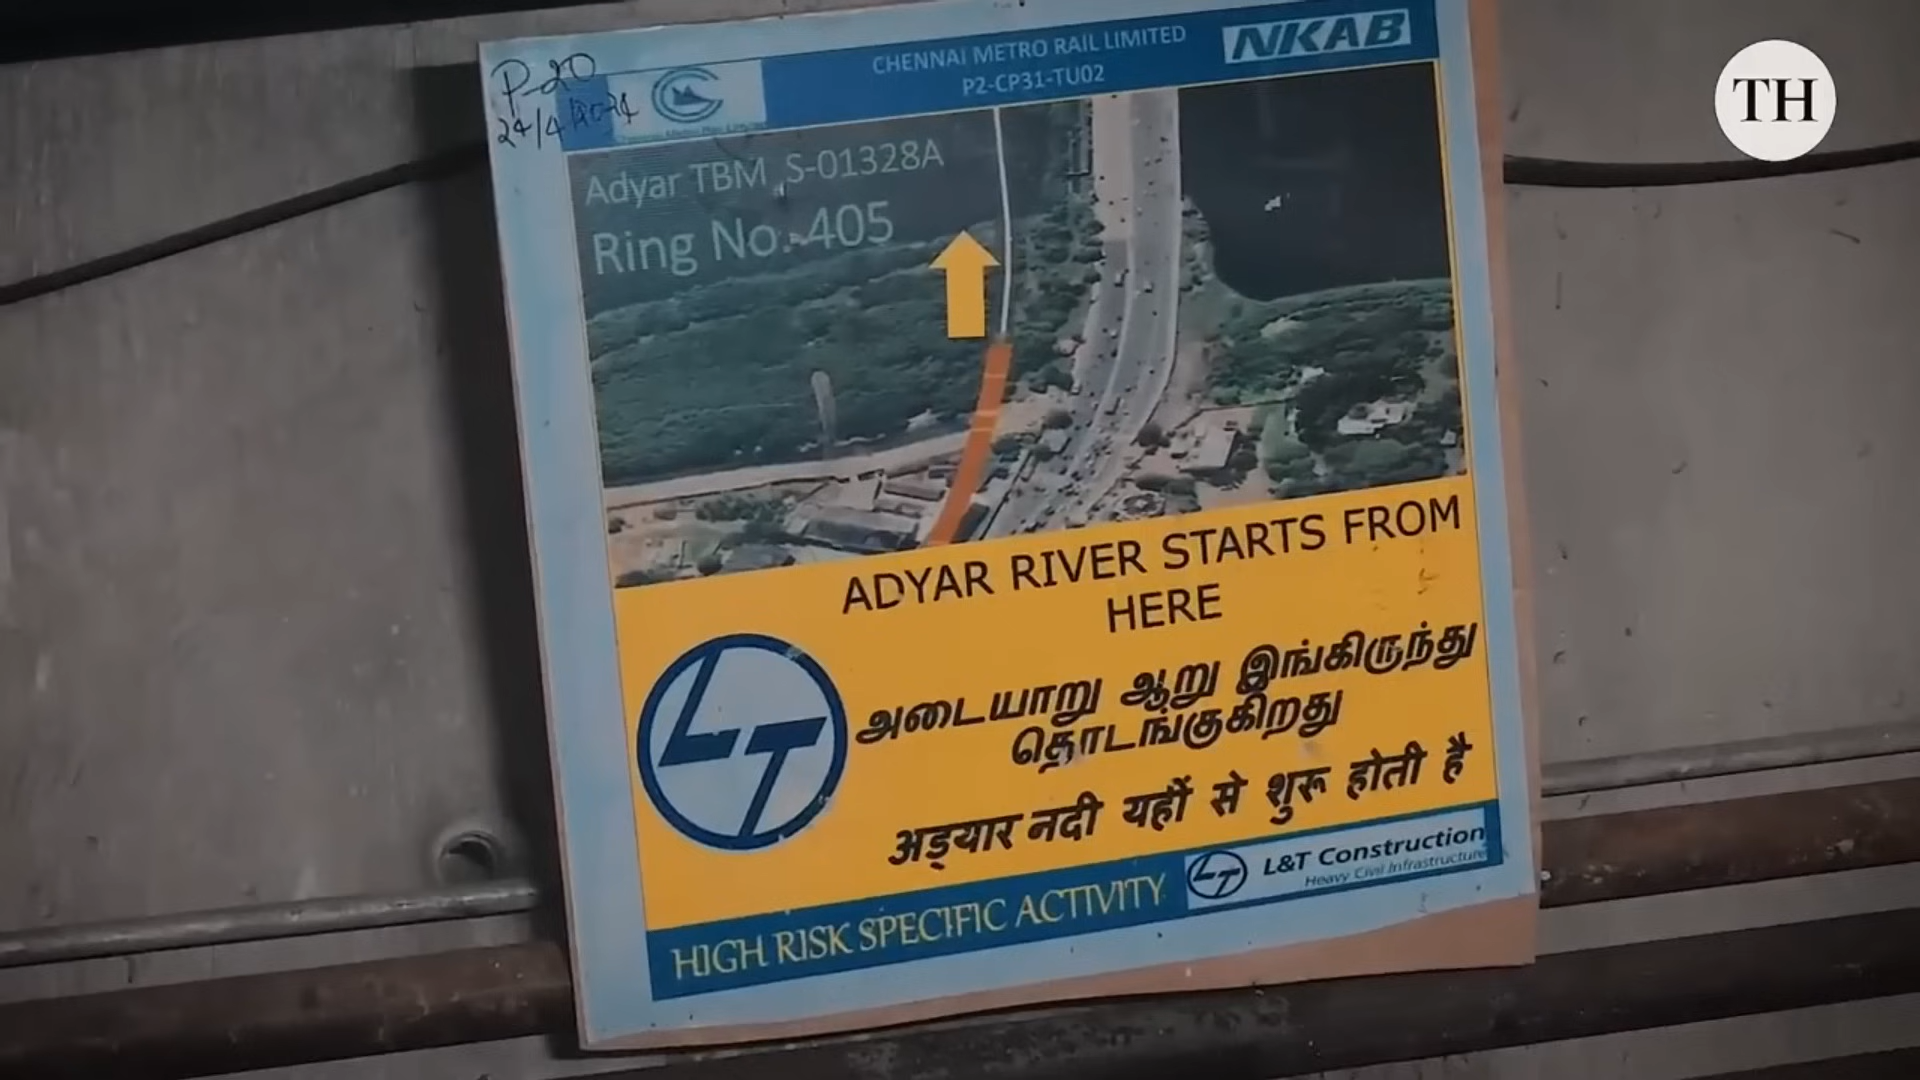 P-20
24/4/2024
CHENNAI METRO RAIL LIMITED
P2-CP31-TU02
NKAB
TH
Adyar TBM S-01328A
Ring No.-405
ADYAR RIVER STARTS FROM
HERE
அடையாறு ஆறு இங்கிருந்து
தொடங்குகிறது
अड्यार नदी यहाँ से शुरू होती है
LT
HIGH RISK SPECIFIC ACTIVITY
LT
L&T Construction
Heavy Civil Infrastructure